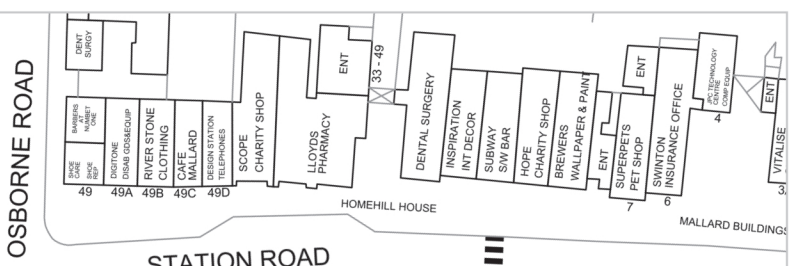 OSBORNE ROAD
DENT
SURGY
BARBERS
AT
NUMBET
ONE
SHOE
CARE
SHOE
REP
49
DIGITONE
DISAB GDS&EQUIP
49A
RIVER STONE
CLOTHING
49B
CAFE
MALLARD
49C
DESIGN STATION
TELEPHONES
49D
SCOPE
CHARITY SHOP
LLOYDS
PHARMACY
ENT
33 - 49
DENTAL SURGERY
INSPIRATION
INT DECOR
SUBWAY
S/W BAR
HOPE
CHARITY SHOP
BREWERS
WALLPAPER & PAINT
ENT
SUPERPETS
PET SHOP
7
ENT
SWINTON
INSURANCE OFFICE
6
JPC TECHNOLOGY
CENTRE
COMP EQUIP
4
ENT
VITALISE
HOMEHILL HOUSE
MALLARD BUILDINGS
STATION ROAD